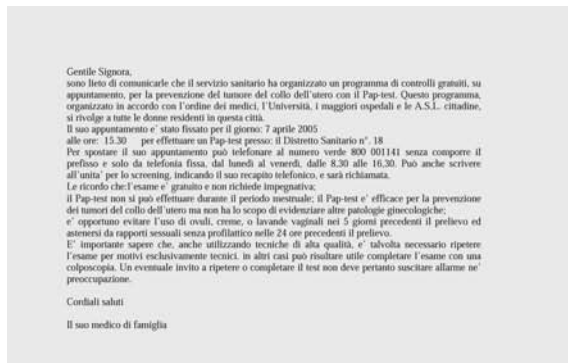 Gentile Signora,
sono lieto di comunicarle che il servizio sanitario ha organizzato un programma di controlli gratuiti, su
appuntamento, per la prevenzione del tumore del collo dell'utero con il Pap-test. Questo programma,
organizzato in accordo con l'ordine dei medici, l'Università, i maggiori ospedali e le A.S.L. cittadine,
si rivolge a tutte le donne residenti in questa città.
Il suo appuntamento e' stato fissato per il giorno: 7 aprile 2005
alle ore: 15.30 per effettuare un Pap-test presso: il Distretto Sanitario n°. 18
Per spostare il suo appuntamento può telefonare al numero verde 800 001141 senza comporre il
prefisso e solo da telefonia fissa, dal lunedì al venerdì, dalle 8,30 alle 16,30. Può anche scrivere
all'unita' per lo screening, indicando il suo recapito telefonico, e sarà richiamata.
Le ricordo che:l'esame e' gratuito e non richiede impegnativa;
il Pap-test non si può effettuare durante il periodo mestruale; il Pap-test e' efficace per la prevenzione
dei tumori del collo dell'utero ma non ha lo scopo di evidenziare altre patologie ginecologiche;
e' opportuno evitare l'uso di ovuli, creme, o lavande vaginali nei 5 giorni precedenti il prelievo ed
astenersi da rapporti sessuali senza profilattico nelle 24 ore precedenti il prelievo.
E' importante sapere che, anche utilizzando tecniche di alta qualità, e' talvolta necessario ripetere
l'esame per motivi esclusivamente tecnici. in altri casi può risultare utile completare l'esame con una
colposcopia. Un eventuale invito a ripetere o completare il test non deve pertanto suscitare allarme ne'
preoccupazione.
Cordiali saluti
Il suo medico di famiglia